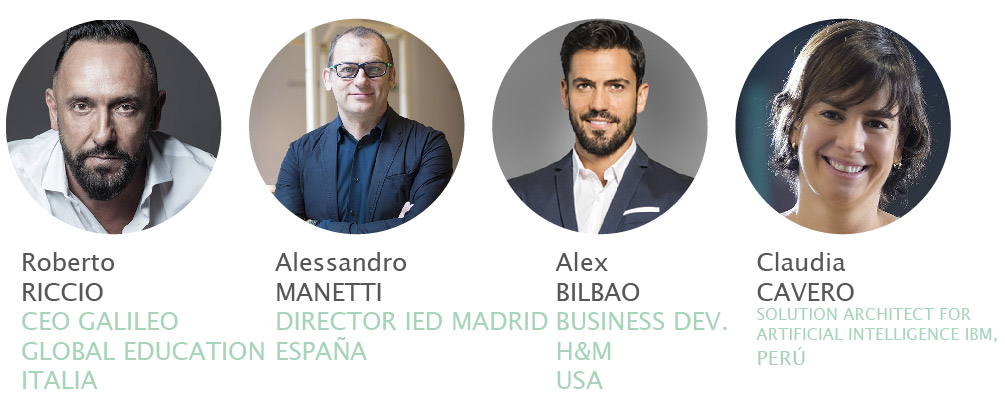 Roberto
RICCIO
CEO GALILEO
GLOBAL EDUCATION
ITALIA
Alessandro
MANETTI
DIRECTOR IED MADRID
ESPAÑA
Alex
BILBAO
BUSINESS DEV.
H&M
USA
Claudia
CAVERO
SOLUTION ARCHITECT FOR
ARTIFICIAL INTELLIGENCE IBM,
PERÚ